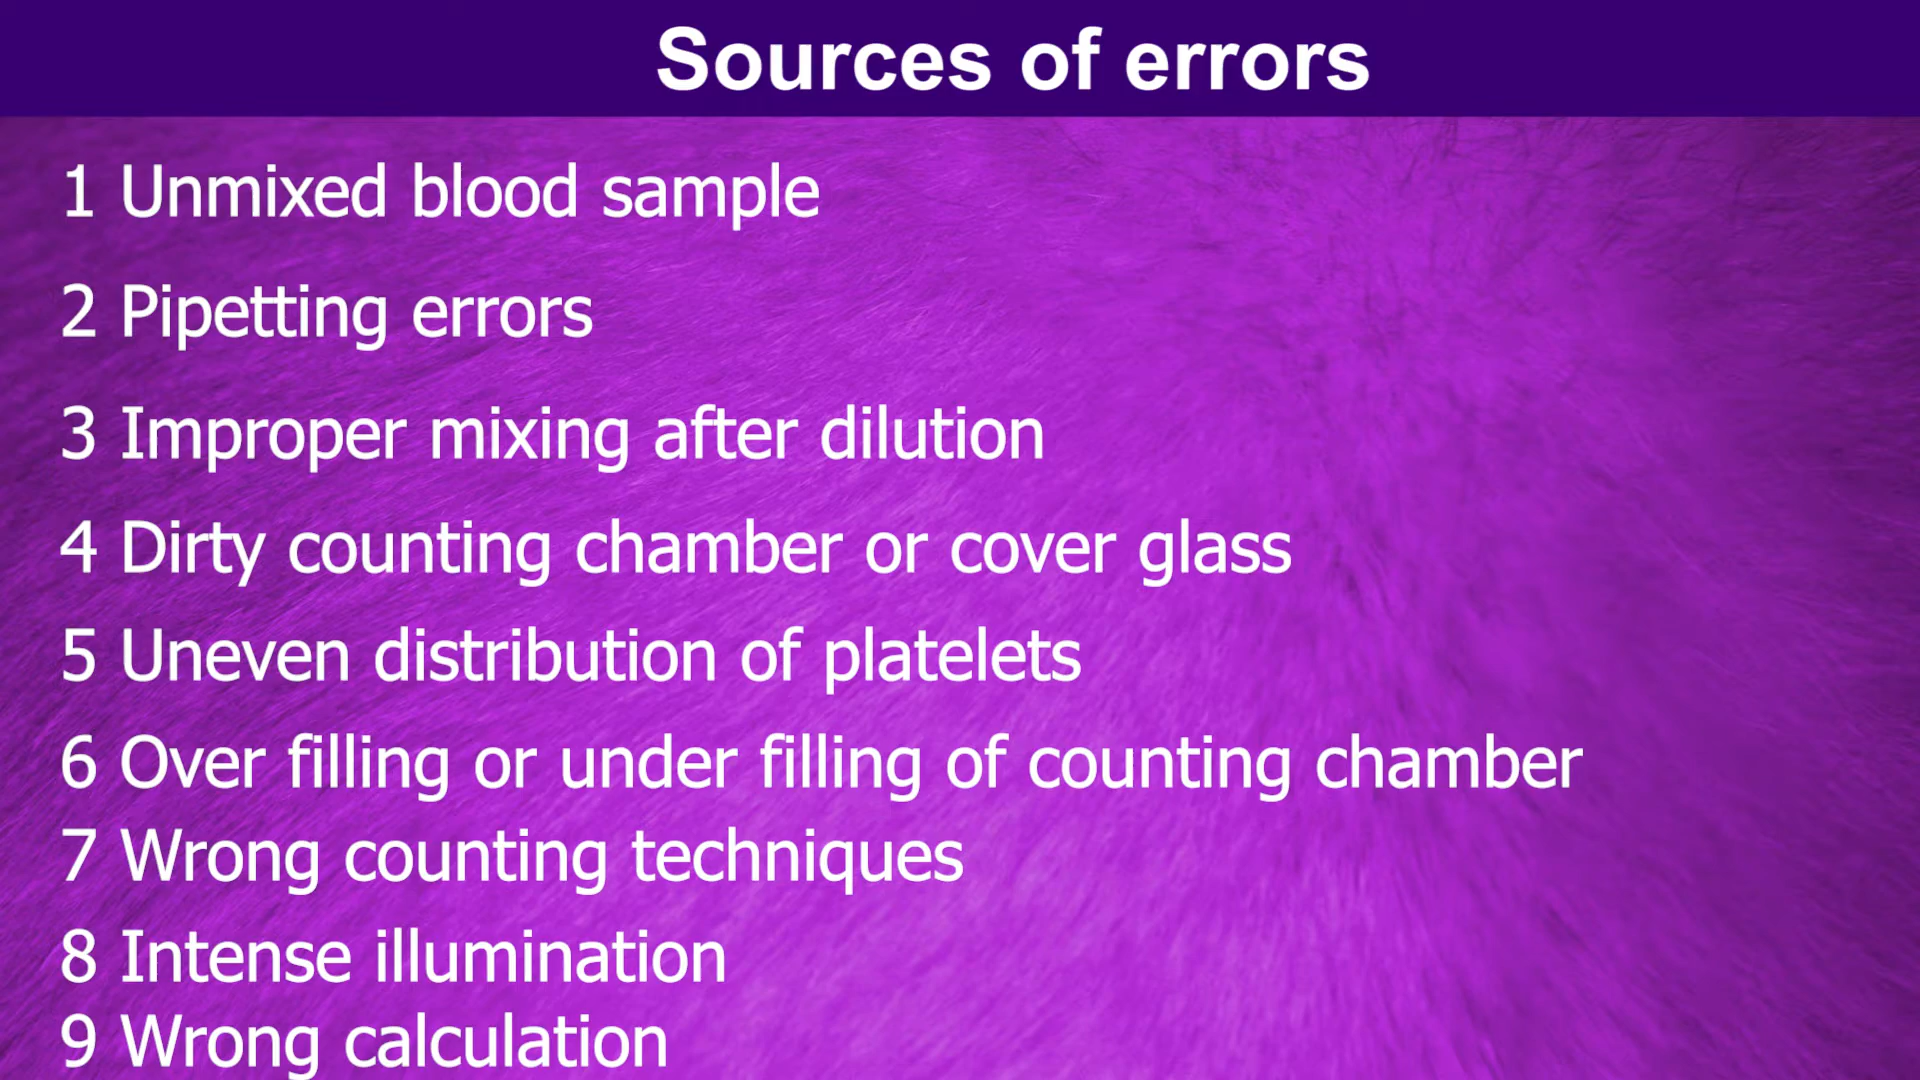 Sources of errors
1 Unmixed blood sample
2 Pipetting errors
3 Improper mixing after dilution
4 Dirty counting chamber or cover glass
5 Uneven distribution of platelets
6 Over filling or under filling of counting chamber
7 Wrong counting techniques
8 Intense illumination
9 Wrong calculation